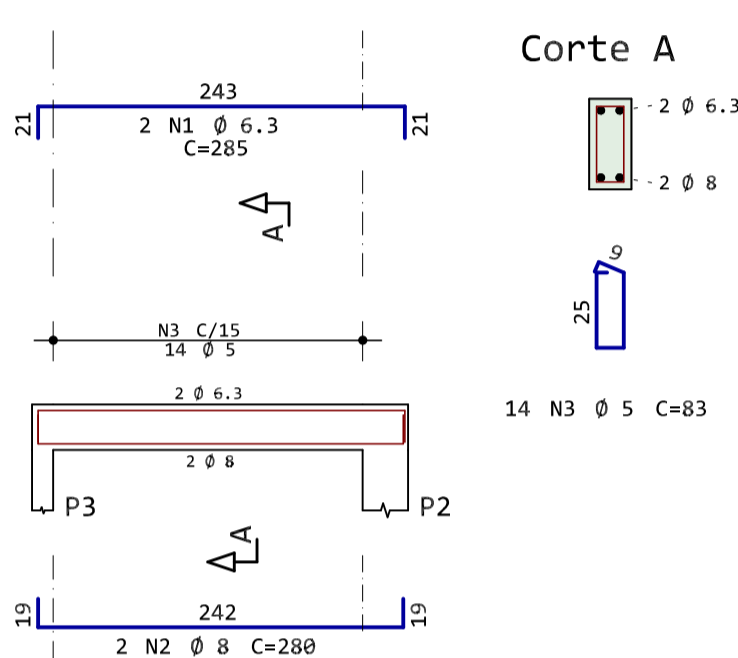 Corte A
243
21
2 N1 Ø 6.3
21
C=285
2 Ø 6.3
2 Ø 8
A
9
25
N3 C/15
14 Ø 5
2 Ø 6.3
14 N3 Ø 5 C=83
2 Ø 8
P3
P2
A
19
242
19
2 N2 Ø 8 C=280